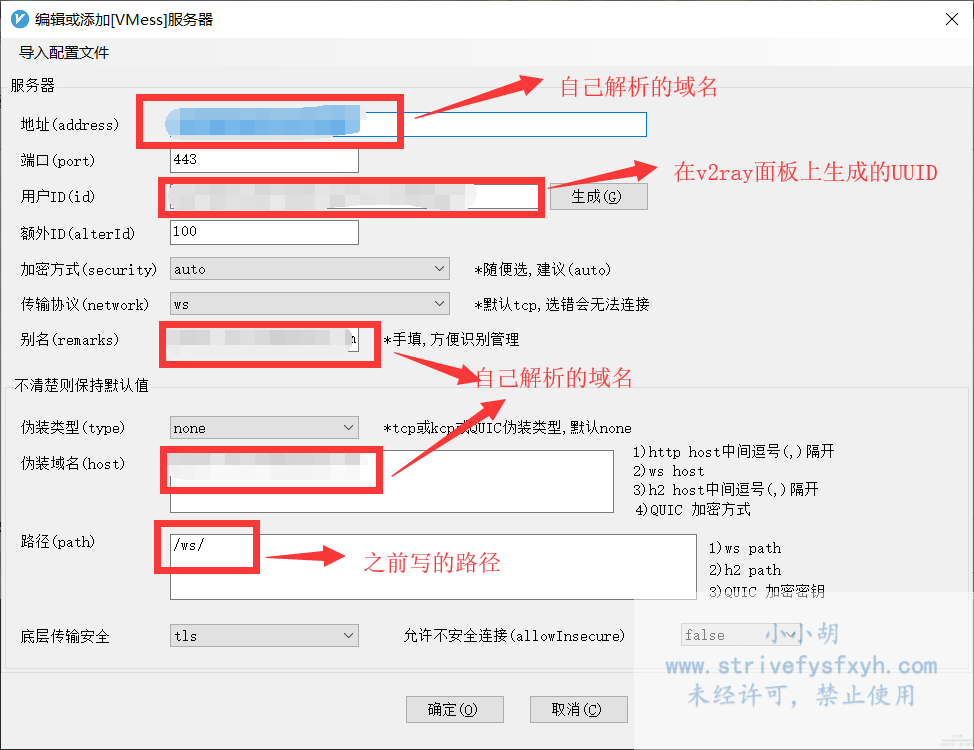 编辑或添加[VMess]服务器
导入配置文件
服务器
自己解析的域名
地址(address)
端口(port) 443
在v2ray面板上生成的UUID
用户ID(id) 生成(G)
额外ID(alterId) 100
加密方式(security) auto *随便选,建议(auto)
传输协议(network) ws *默认tcp,选错会无法连接
别名(remarks) *手填,方便识别管理
自己解析的域名
不清楚则保持默认值
伪装类型(type) none *tcp或kcp或QUIC伪装类型,默认none
伪装域名(host)
1)http host中间逗号(,)隔开
2)ws host
3)h2 host中间逗号(,)隔开
4)QUIC 加密方式
路径(path) /ws/
之前写的路径
1)ws path
2)h2 path
3)QUIC 加密密钥
底层传输安全 tls 允许不安全连接(allowInsecure) false
小小胡
www.strivefysfxyh.com
未经许可，禁止使用
确定(O) 取消(C)